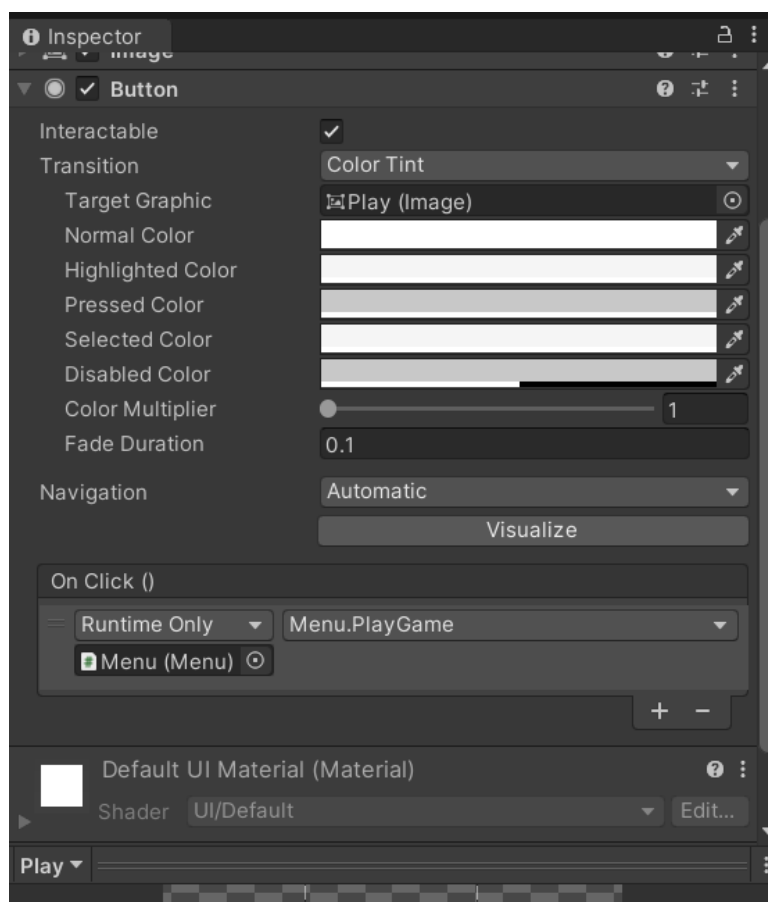 Inspector
Image
Button
Interactable
Transition Color Tint
Target Graphic Play (Image)
Normal Color
Highlighted Color
Pressed Color
Selected Color
Disabled Color
Color Multiplier 1
Fade Duration 0.1
Navigation Automatic
Visualize
On Click ()
Runtime Only Menu.PlayGame
Menu (Menu)
Default UI Material (Material)
Shader UI/Default Edit...
Play